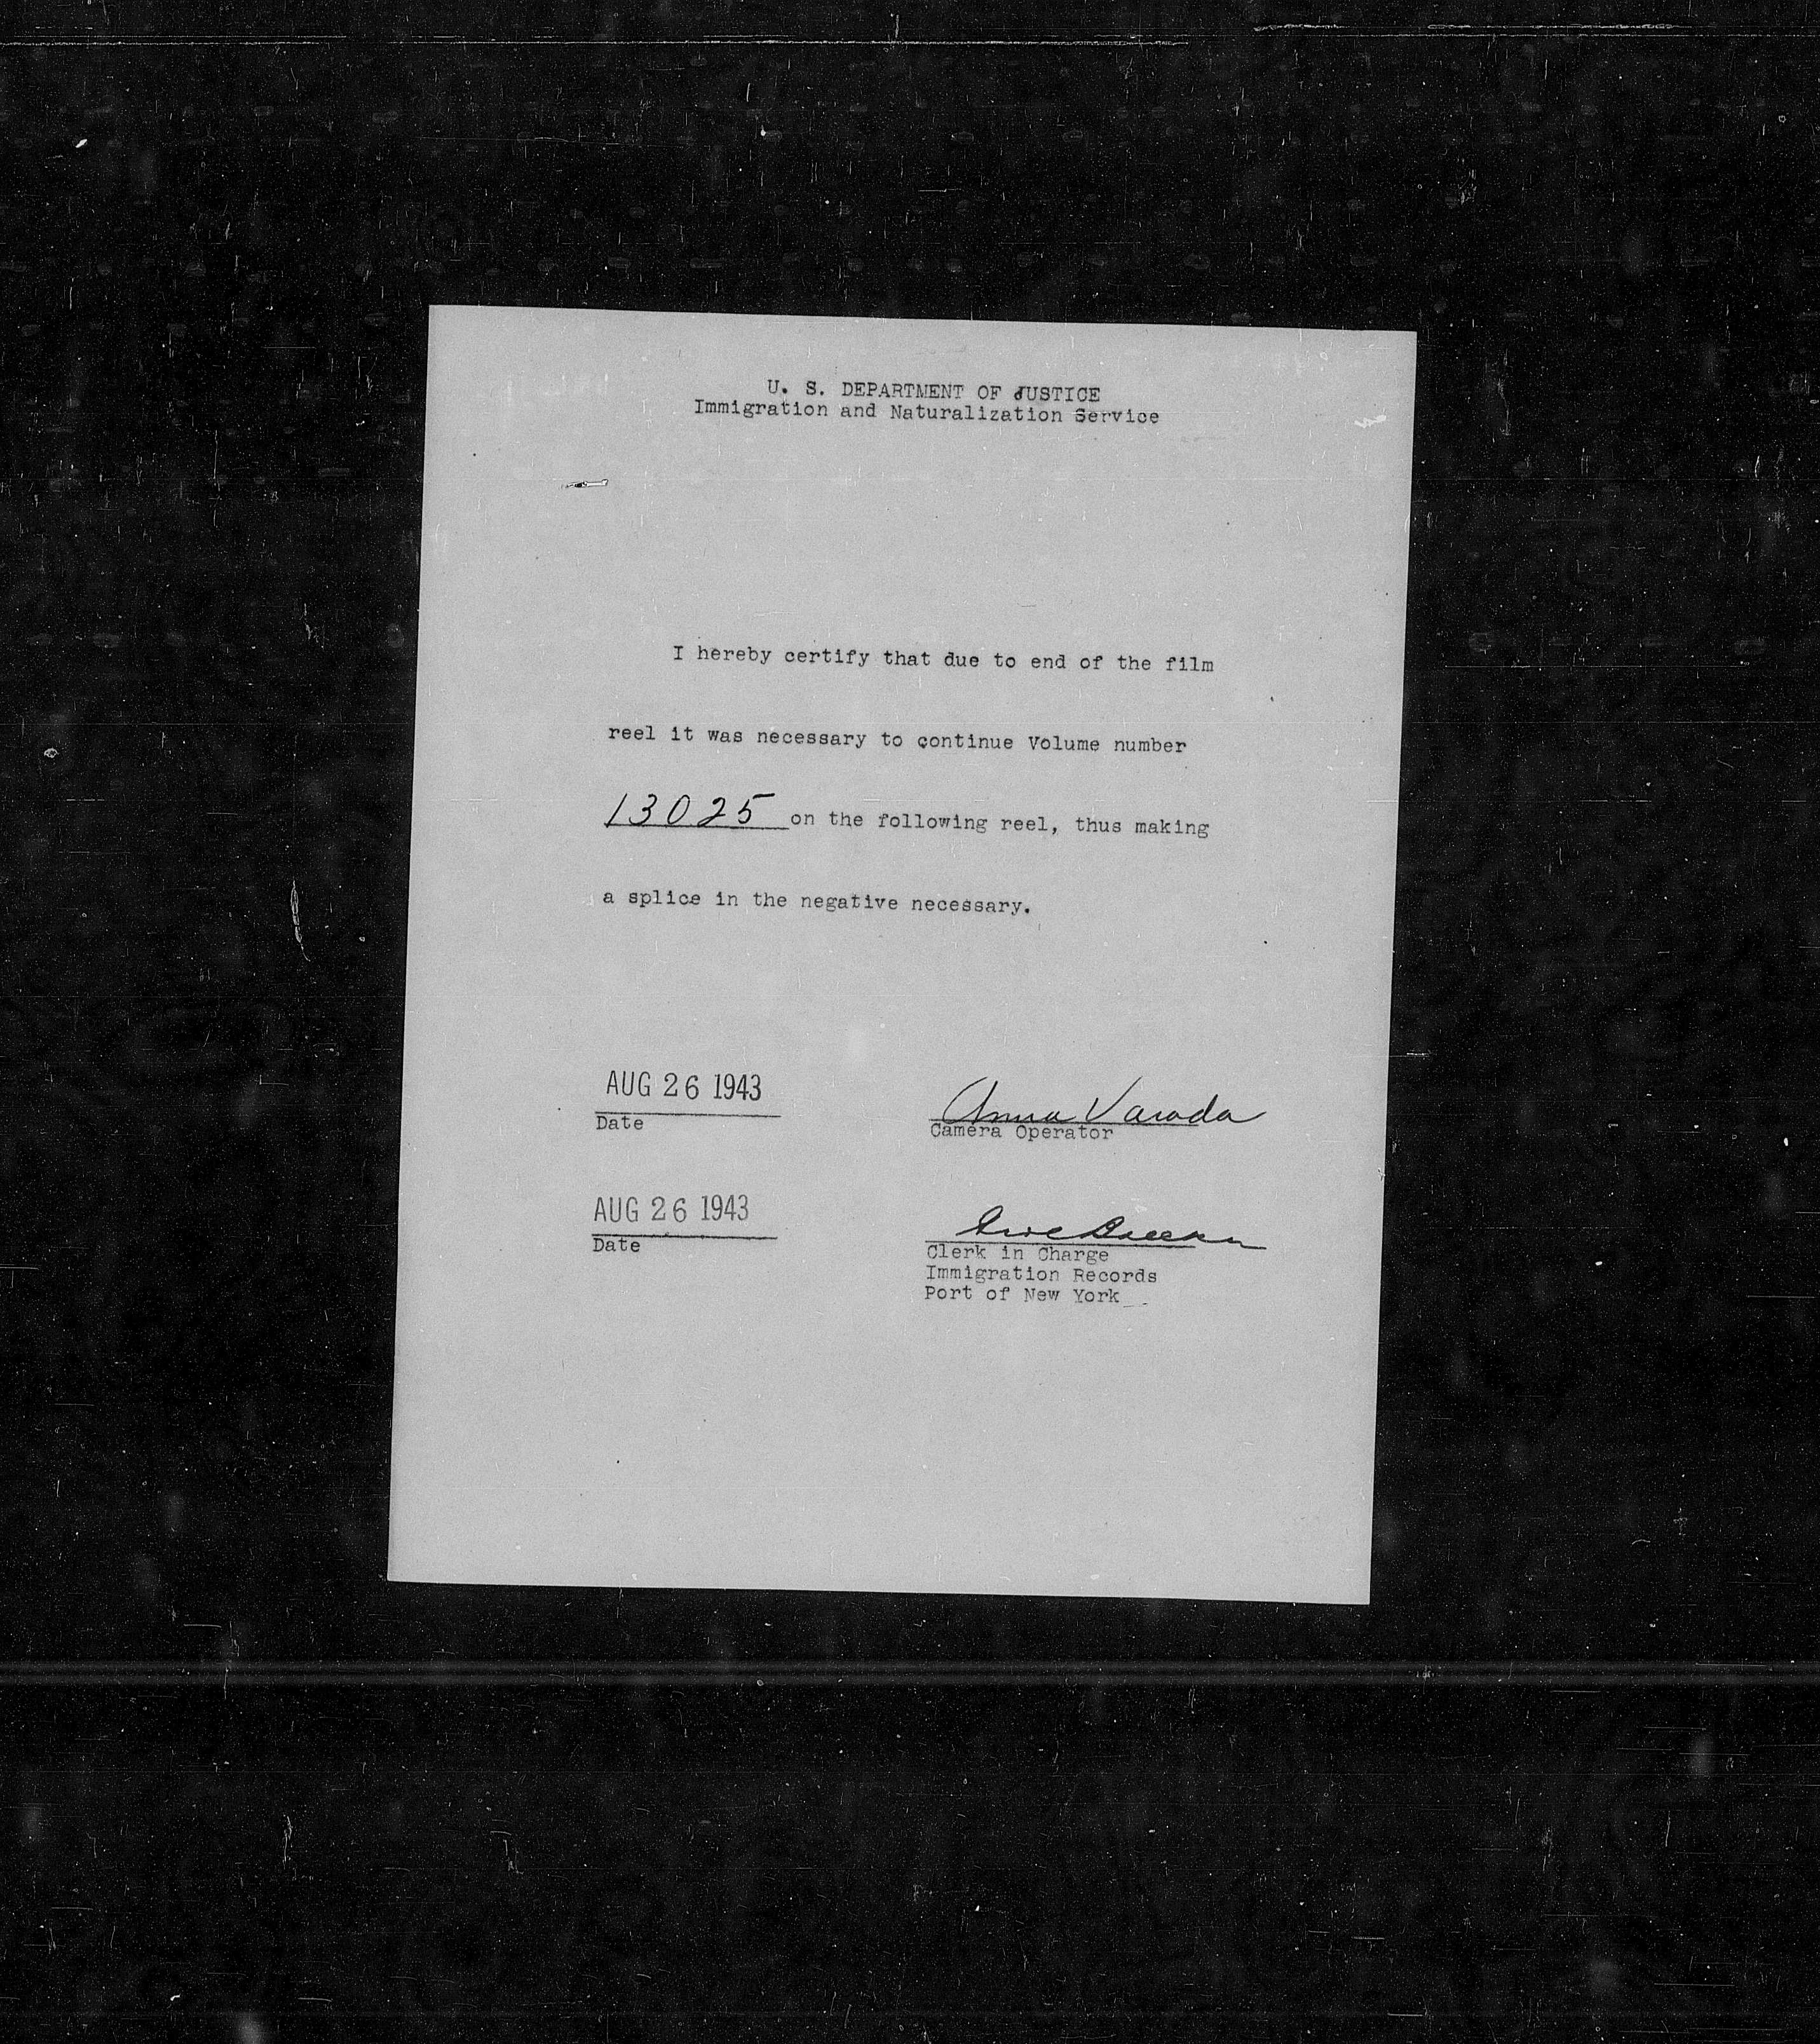 U. S. DEPARTMENT OF JUSTICE
Immigration and Naturalization Service
I hereby certify that due to end of the film
reel it was necessary to continue Volume number
13025 on the following reel, thus making
a splice in the negative necessary.
AUG 26 1943
Date
Anna Varada
Camera Operator
AUG 26 1943
Date
Clerk in Charge
Immigration Records
Port of New York